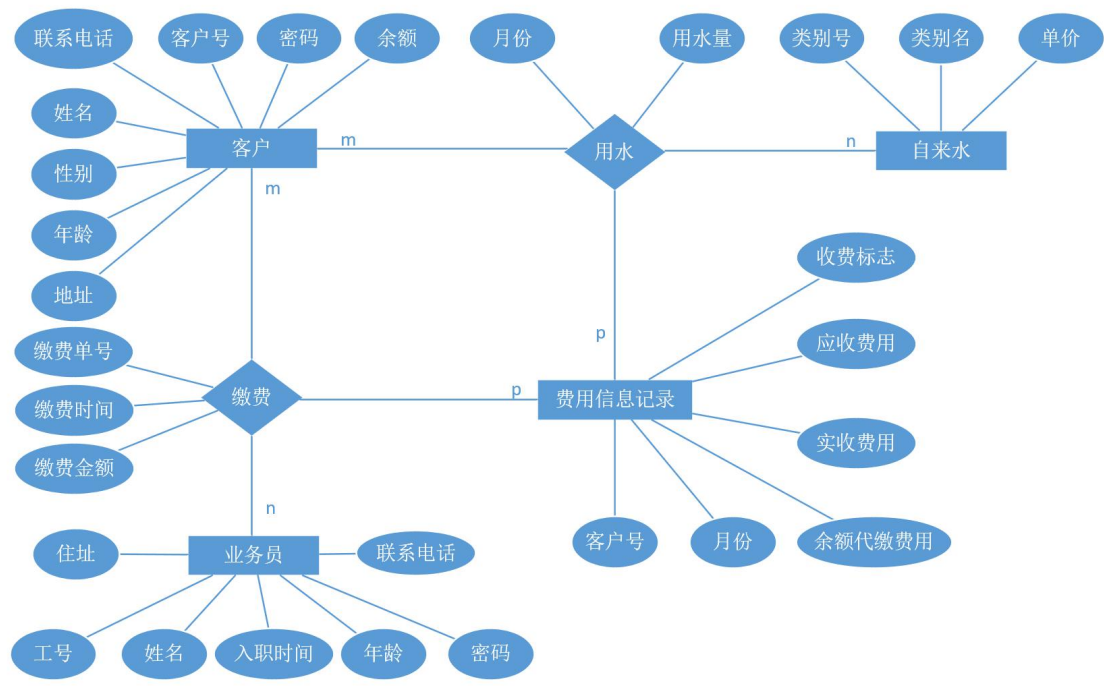 联系电话
客户号
密码
余额
月份
用水量
类别号
类别名
单价
姓名
客户
m
用水
n
自来水
性别
m
年龄
地址
收费标志
缴费单号
p
应收费用
缴费时间
缴费
p
费用信息记录
缴费金额
实收费用
n
客户号
月份
余额代缴费用
住址
业务员
联系电话
工号
姓名
入职时间
年龄
密码